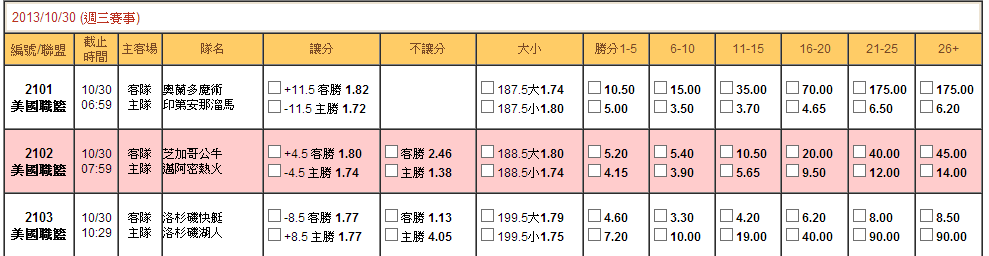 2013/10/30 (週三賽事)
編號/聯盟 截止時間 主客場 隊名 讓分 不讓分 大小 勝分1-5 6-10 11-15 16-20 21-25 26+
2101 10/30 客隊 奧蘭多魔術 +11.5 客勝 1.82 187.5大1.74 10.50 15.00 35.00 70.00 175.00 175.00
美國職籃 06:59 主隊 印第安那溜馬 -11.5 主勝 1.72 187.5小1.80 5.00 3.50 3.70 4.65 6.50 6.20
2102 10/30 客隊 芝加哥公牛 +4.5 客勝 1.80 客勝 2.46 188.5大1.80 5.20 5.40 10.50 20.00 40.00 45.00
美國職籃 07:59 主隊 邁阿密熱火 -4.5 主勝 1.74 主勝 1.38 188.5小1.74 4.15 3.90 5.65 9.50 12.00 14.00
2103 10/30 客隊 洛杉磯快艇 -8.5 客勝 1.77 客勝 1.13 199.5大1.79 4.60 3.30 4.20 6.20 8.00 8.50
美國職籃 10:29 主隊 洛杉磯湖人 +8.5 主勝 1.77 主勝 4.05 199.5小1.75 7.20 10.00 19.00 40.00 90.00 90.00